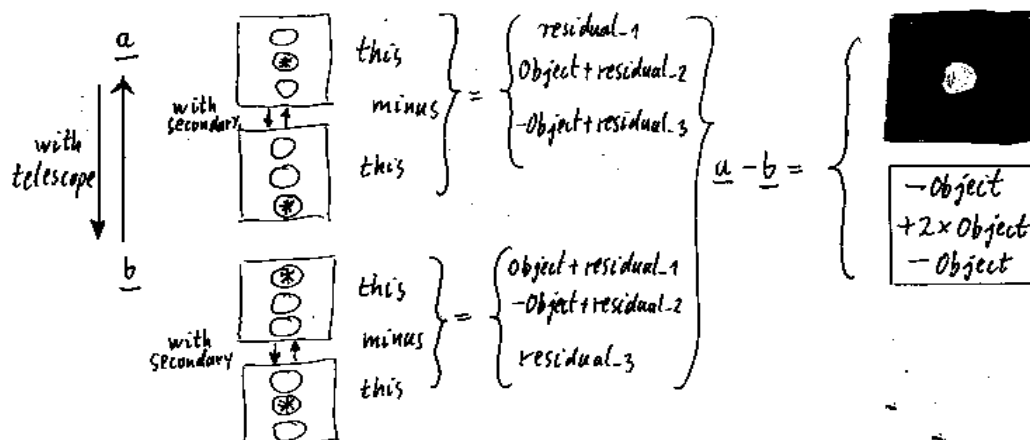 a
with
telescope
b
with
secondary
this
minus
this
=
residual_1
Object+residual_2
-Object+residual_3
with
secondary
this
minus
this
=
Object+residual_1
-Object+residual_2
residual_3
a - b =
-Object
+2×Object
-Object